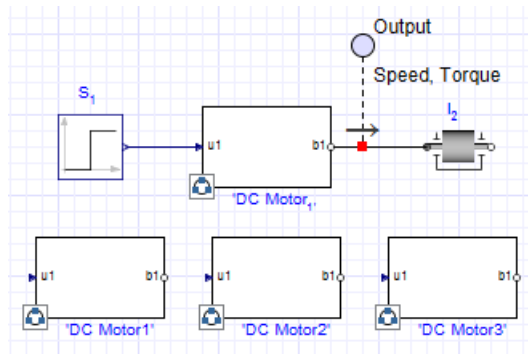 Output
Speed, Torque
S1
I2
u1
b1
'DC Motor1'
u1
b1
u1
b1
u1
b1
"DC Motor1"
"DC Motor2"
"DC Motor3"